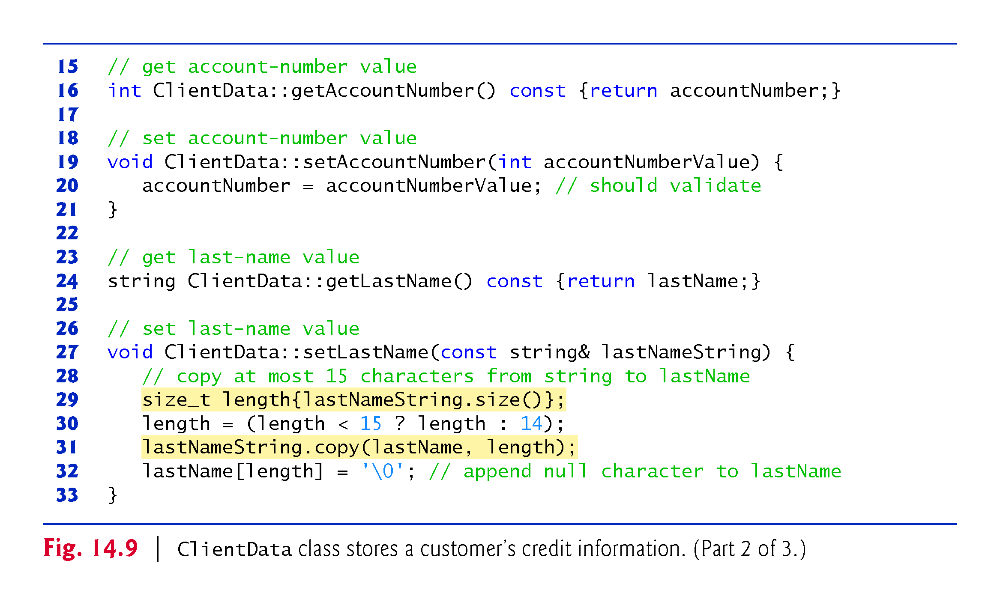 15 // get account-number value
16 int ClientData::getAccountNumber() const {return accountNumber;}
17
18 // set account-number value
19 void ClientData::setAccountNumber(int accountNumberValue) {
20    accountNumber = accountNumberValue; // should validate
21 }
22
23 // get last-name value
24 string ClientData::getLastName() const {return lastName;}
25
26 // set last-name value
27 void ClientData::setLastName(const string& lastNameString) {
28    // copy at most 15 characters from string to lastName
29    size_t length{lastNameString.size()};
30    length = (length < 15 ? length : 14);
31    lastNameString.copy(lastName, length);
32    lastName[length] = '\0'; // append null character to lastName
33 }
Fig. 14.9 | ClientData class stores a customer’s credit information. (Part 2 of 3.)